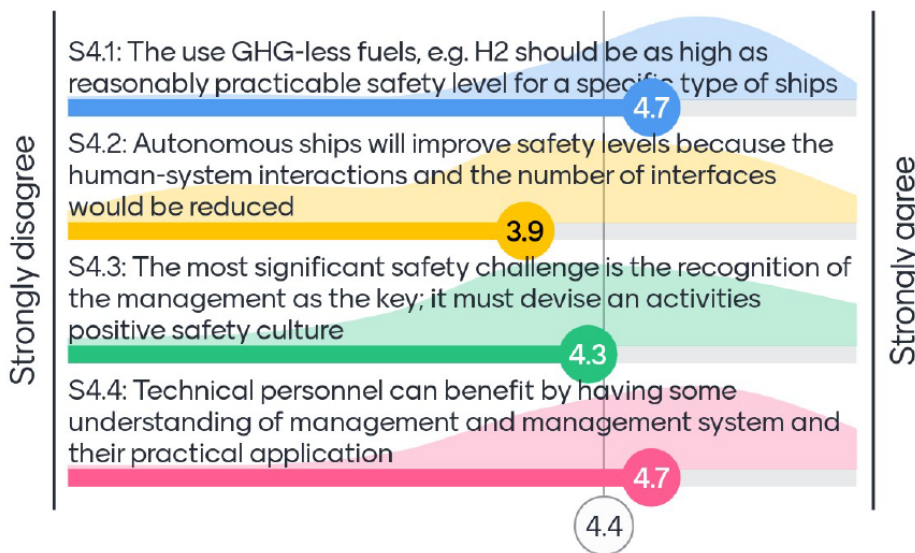 S4.1: The use GHG-less fuels, e.g. H2 should be as high as
reasonably practicable safety level for a specific type of ships
4.7
S4.2: Autonomous ships will improve safety levels because the
human-system interactions and the number of interfaces
would be reduced
3.9
S4.3: The most significant safety challenge is the recognition of
the management as the key; it must devise an activities
positive safety culture
4.3
S4.4: Technical personnel can benefit by having some
understanding of management and management system and
their practical application
4.7
4.4
Strongly disagree
Strongly agree